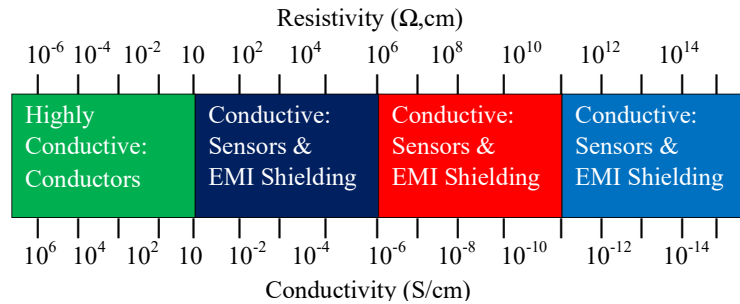 Resistivity (Ω,cm)
10⁻⁶ 10⁻⁴ 10⁻² 10 10² 10⁴ 10⁶ 10⁸ 10¹⁰ 10¹² 10¹⁴
Highly
Conductive:
Conductors
Conductive:
Sensors &
EMI Shielding
Conductive:
Sensors &
EMI Shielding
Conductive:
Sensors &
EMI Shielding
10⁶ 10⁴ 10² 10 10⁻² 10⁻⁴ 10⁻⁶ 10⁻⁸ 10⁻¹⁰ 10⁻¹² 10⁻¹⁴
Conductivity (S/cm)